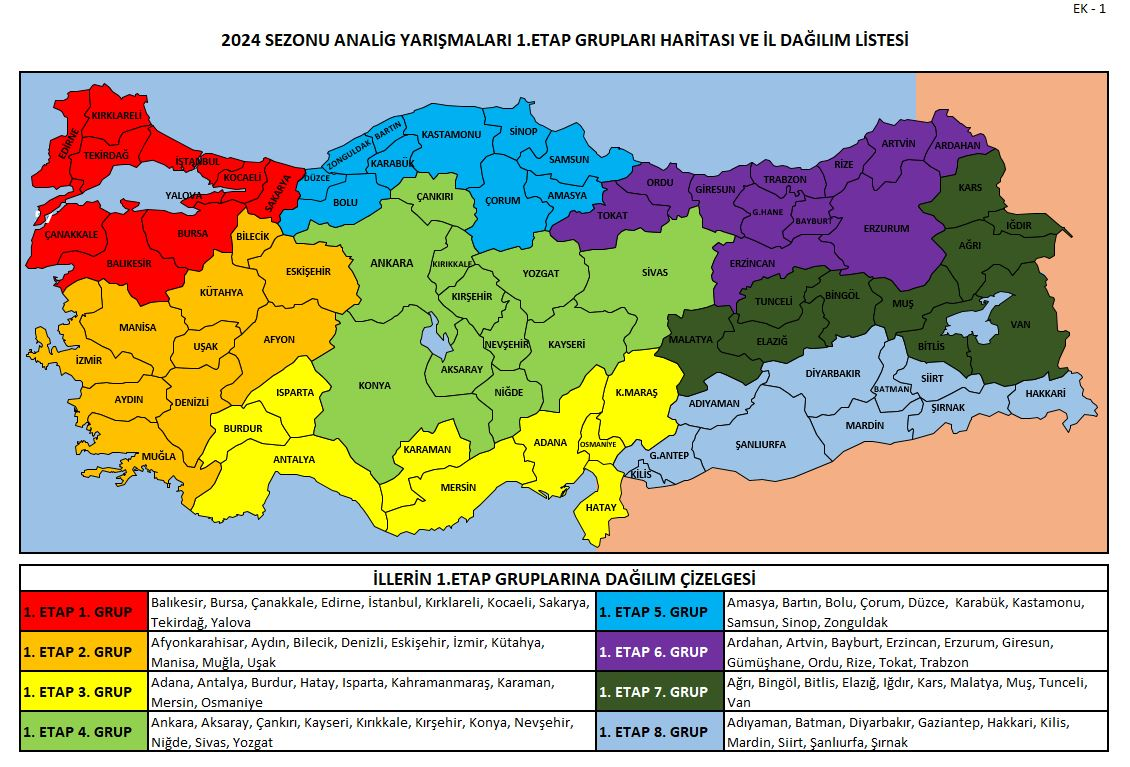 EK - 1
2024 SEZONU ANALİG YARIŞMALARI 1.ETAP GRUPLARI HARİTASI VE İL DAĞILIM LİSTESİ
KIRKLARELİ
EDİRNE
TEKİRDAĞ
İSTANBUL
KOCAELİ
YALOVA
SAKARYA
ÇANAKKALE
BURSA
BALIKESİR
BİLECİK
ESKİŞEHİR
KÜTAHYA
MANİSA
UŞAK
AFYON
İZMİR
AYDIN
DENİZLİ
MUĞLA
ISPARTA
BURDUR
ANTALYA
KARAMAN
MERSİN
ADANA
OSMANİYE
K.MARAŞ
HATAY
ÇANKIRI
ANKARA
KIRIKKALE
YOZGAT
SİVAS
KIRŞEHİR
NEVŞEHİR
KAYSERİ
AKSARAY
KONYA
NİĞDE
DÜZCE
ZONGULDAK
BARTIN
KARABÜK
KASTAMONU
SİNOP
SAMSUN
BOLU
ÇORUM
AMASYA
TOKAT
ORDU
GİRESUN
TRABZON
RİZE
ARTVİN
ARDAHAN
G.HANE
BAYBURT
ERZURUM
ERZİNCAN
KARS
IĞDIR
AĞRI
TUNCELİ
BİNGÖL
MUŞ
VAN
MALATYA
ELAZIĞ
BİTLİS
DİYARBAKIR
BATMAN
SİİRT
ŞIRNAK
HAKKARİ
ADIYAMAN
MARDİN
ŞANLIURFA
G.ANTEP
KİLİS
İLLERİN 1.ETAP GRUPLARINA DAĞILIM ÇİZELGESİ
1. ETAP 1. GRUP
Balıkesir, Bursa, Çanakkale, Edirne, İstanbul, Kırklareli, Kocaeli, Sakarya,
Tekirdağ, Yalova
1. ETAP 5. GRUP
Amasya, Bartın, Bolu, Çorum, Düzce, Karabük, Kastamonu,
Samsun, Sinop, Zonguldak
1. ETAP 2. GRUP
Afyonkarahisar, Aydın, Bilecik, Denizli, Eskişehir, İzmir, Kütahya,
Manisa, Muğla, Uşak
1. ETAP 6. GRUP
Ardahan, Artvin, Bayburt, Erzincan, Erzurum, Giresun,
Gümüşhane, Ordu, Rize, Tokat, Trabzon
1. ETAP 3. GRUP
Adana, Antalya, Burdur, Hatay, Isparta, Kahramanmaraş, Karaman,
Mersin, Osmaniye
1. ETAP 7. GRUP
Ağrı, Bingöl, Bitlis, Elazığ, Iğdır, Kars, Malatya, Muş, Tunceli,
Van
1. ETAP 4. GRUP
Ankara, Aksaray, Çankırı, Kayseri, Kırıkkale, Kırşehir, Konya, Nevşehir,
Niğde, Sivas, Yozgat
1. ETAP 8. GRUP
Adıyaman, Batman, Diyarbakır, Gaziantep, Hakkari, Kilis,
Mardin, Siirt, Şanlıurfa, Şırnak